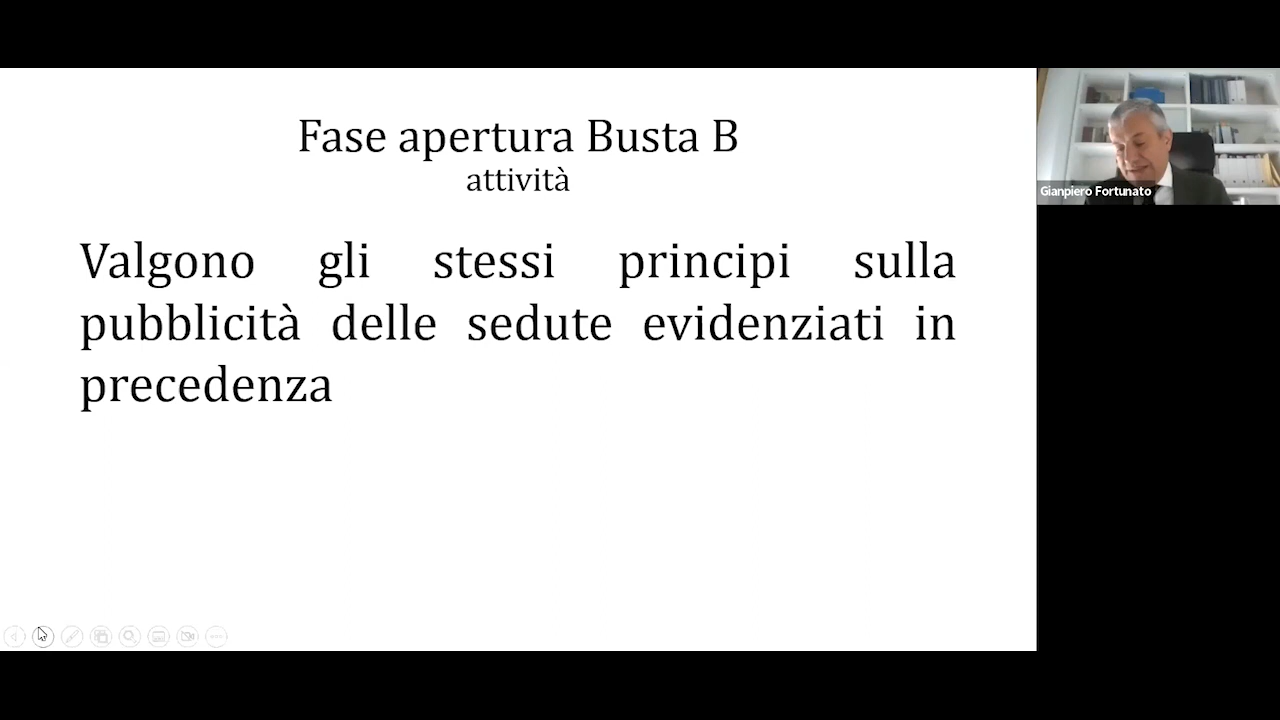 Fase apertura Busta B
attività
Valgono gli stessi principi sulla
pubblicità delle sedute evidenziati in
precedenza
Gianpiero Fortunato